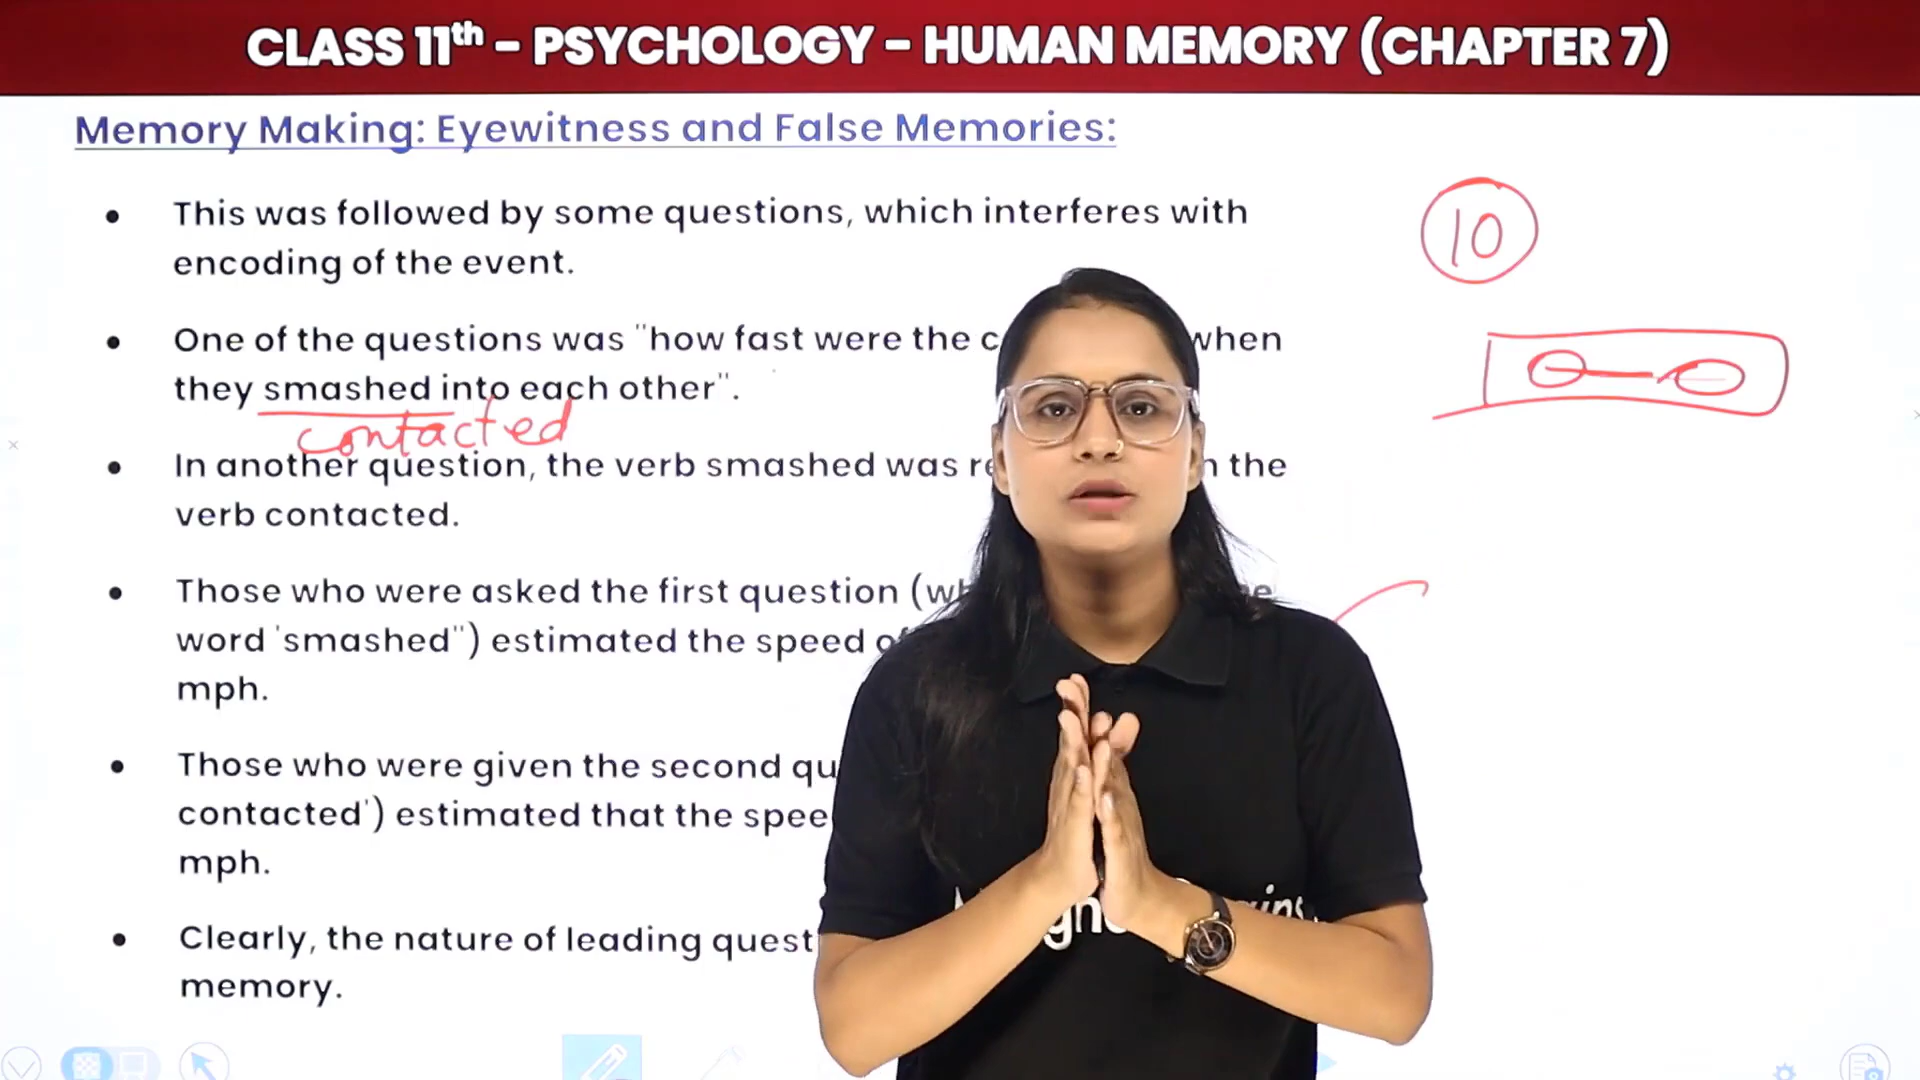 CLASS 11th - PSYCHOLOGY - HUMAN MEMORY (CHAPTER 7)
Memory Making: Eyewitness and False Memories:
• This was followed by some questions, which interferes with
encoding of the event.
10
• One of the questions was "how fast were the when
they smashed into each other".
contacted
• In another question, the verb smashed was the
verb contacted.
• Those who were asked the first question
word 'smashed") estimated the speed
mph.
• Those who were given the second
contacted') estimated that the
mph.
• Clearly, the nature of leading
memory.